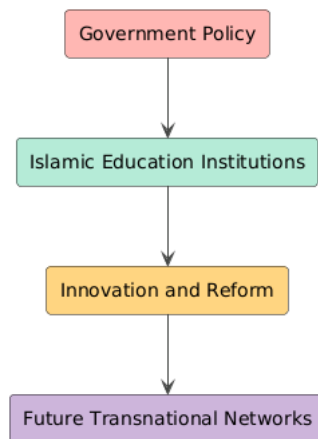 Government Policy
Islamic Education Institutions
Innovation and Reform
Future Transnational Networks